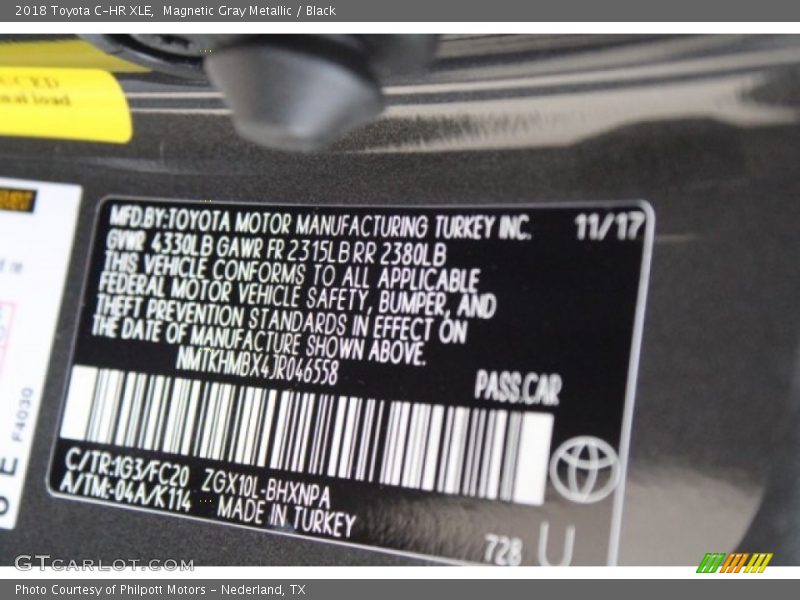 2018 Toyota C-HR XLE, Magnetic Gray Metallic / Black
MFD.BY:TOYOTA MOTOR MANUFACTURING TURKEY INC. 11/17
GVWR 4330LB GAWR FR 2315LB RR 2380LB
THIS VEHICLE CONFORMS TO ALL APPLICABLE
FEDERAL MOTOR VEHICLE SAFETY, BUMPER, AND
THEFT PREVENTION STANDARDS IN EFFECT ON
THE DATE OF MANUFACTURE SHOWN ABOVE.
NMTKHMBX4JR046558
PASS.CAR
C/TR:1G3/FC20 ZGX10L-BHXNPA
A/TM:-04A/K114 MADE IN TURKEY
728 U
F4030
GTCARLOT.COM
Photo Courtesy of Philpott Motors - Nederland, TX